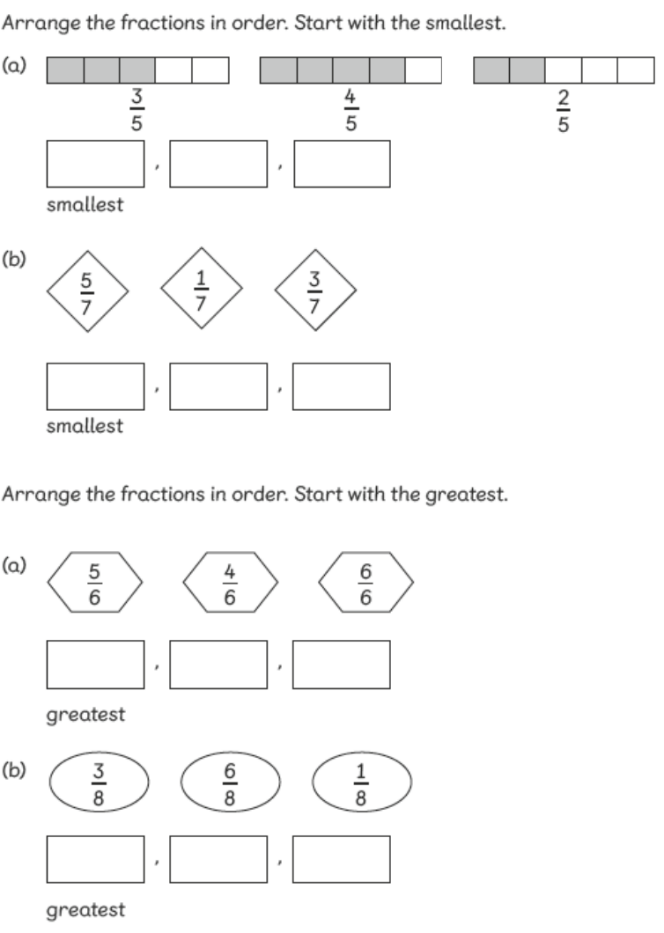 Arrange the fractions in order. Start with the smallest.
(a)
3/5 4/5 2/5
, ,
smallest
(b)
5/7 1/7 3/7
, ,
smallest
Arrange the fractions in order. Start with the greatest.
(a)
5/6 4/6 6/6
, ,
greatest
(b)
3/8 6/8 1/8
, ,
greatest